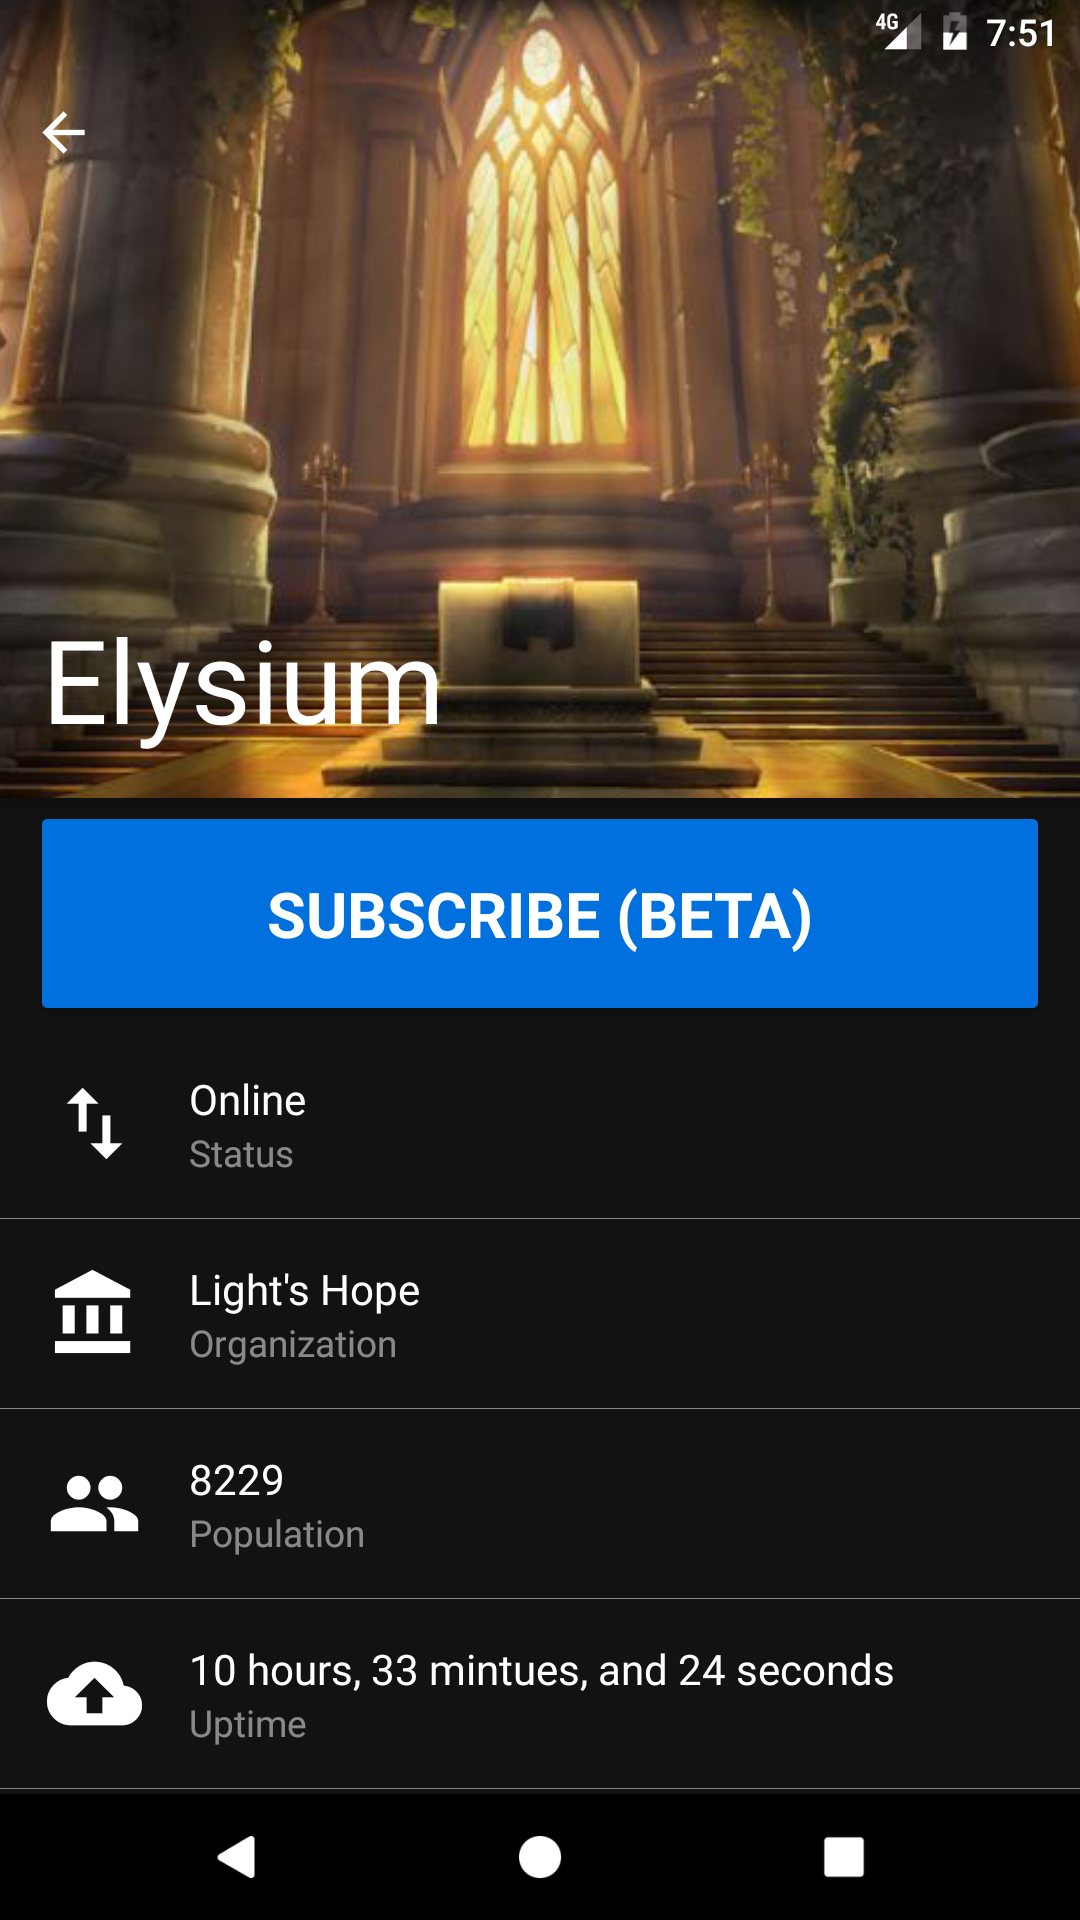 4G 7:51
Elysium
SUBSCRIBE (BETA)
Online
Status
Light's Hope
Organization
8229
Population
10 hours, 33 mintues, and 24 seconds
Uptime